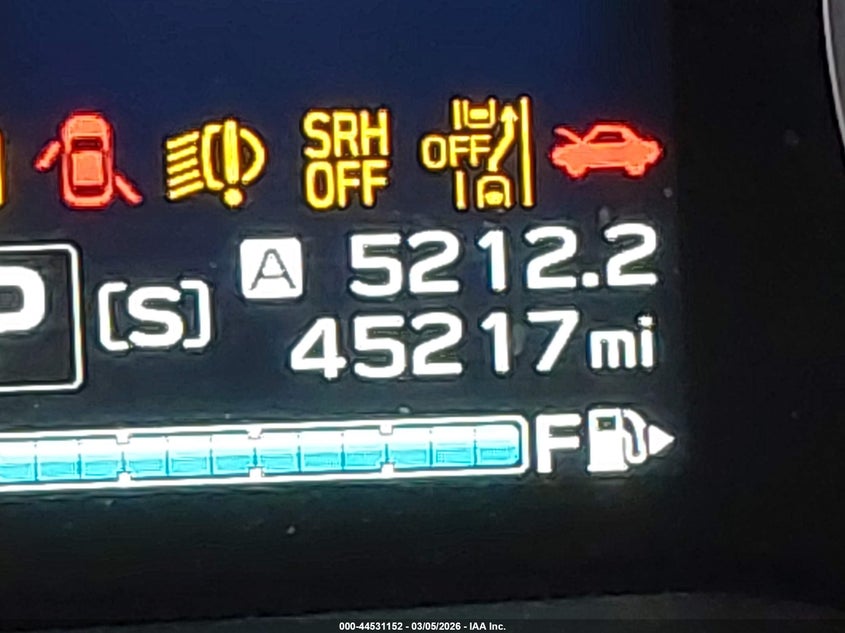 SRH
OFF
OFF
A 5212.2
P [S]
45217 mi
F
000-44531152 - 03/05/2026 - IAA Inc.